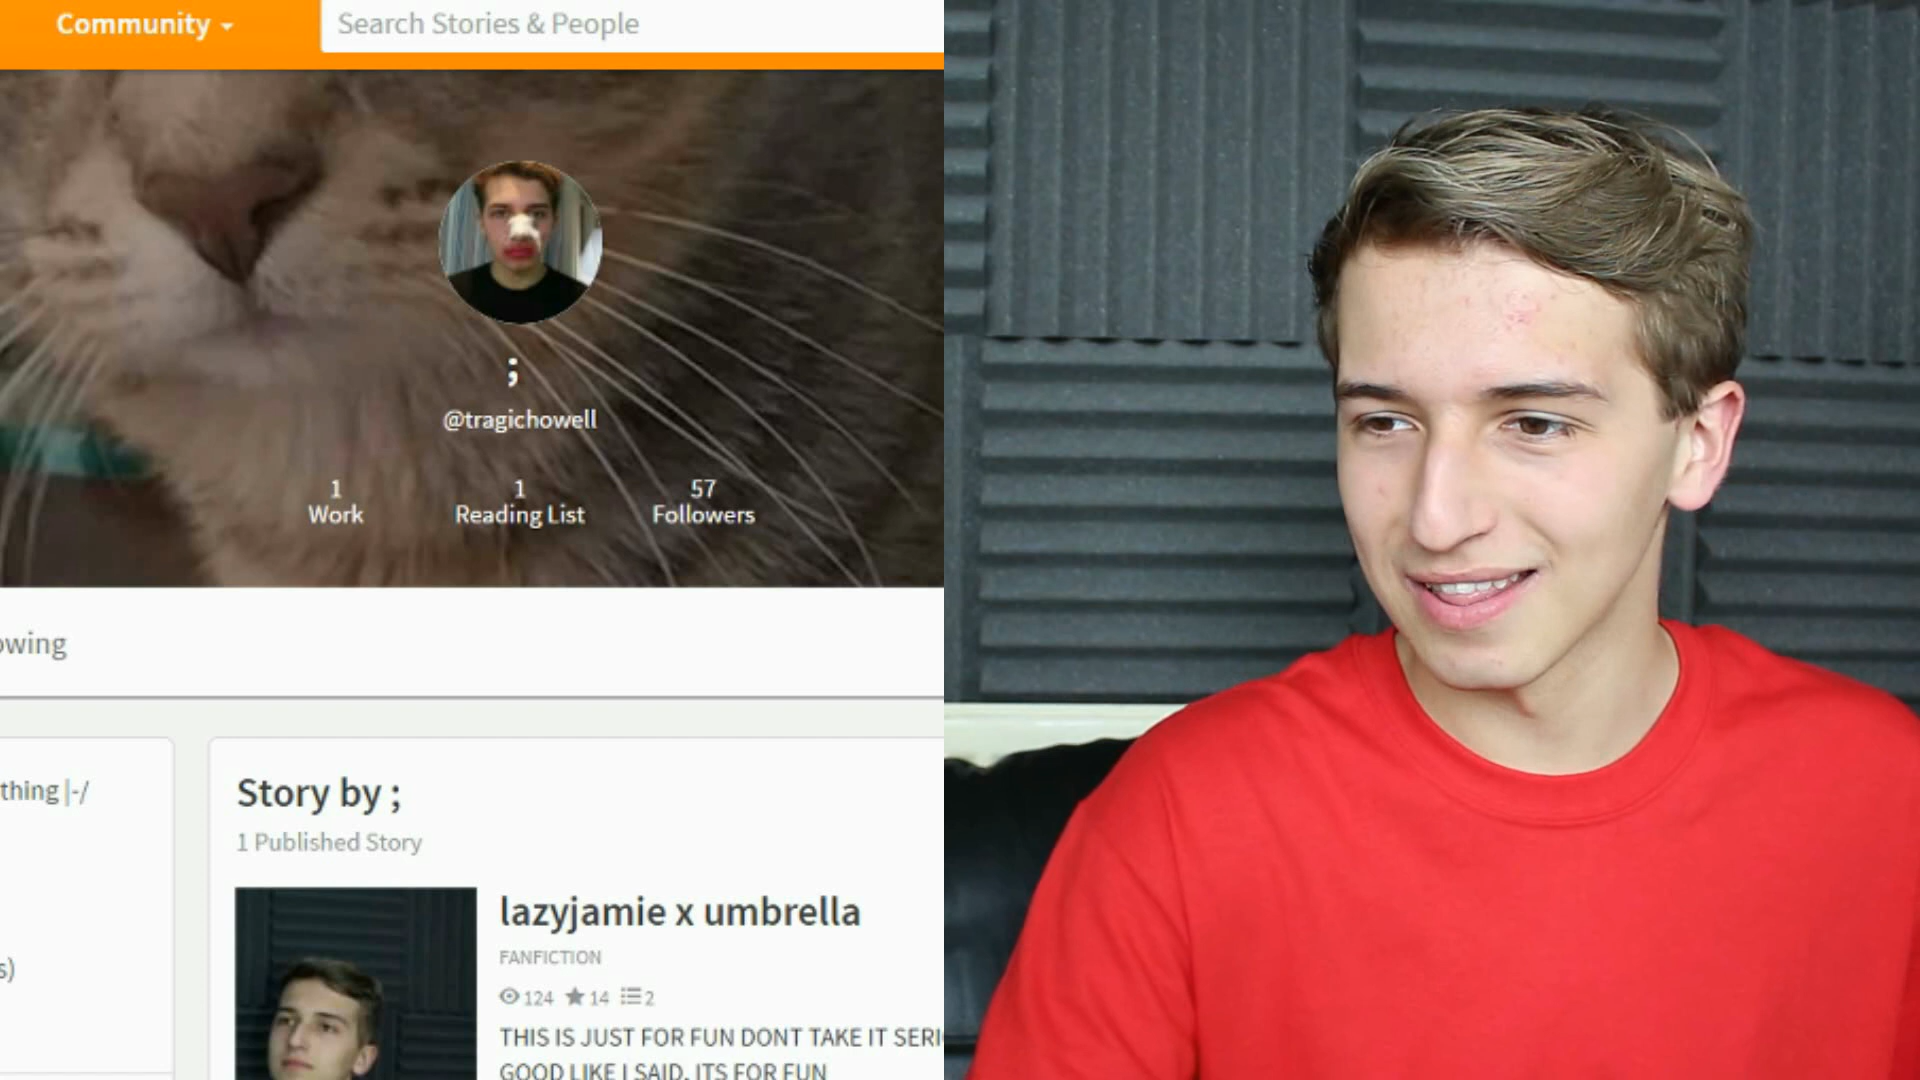 Community
Search Stories & People
;
@tragichowell
1
Work
1
Reading List
57
Followers
owing
thing |-/
s)
Story by ;
1 Published Story
lazyjamie x umbrella
FANFICTION
124 14 2
THIS IS JUST FOR FUN DONT TAKE IT SERI
GOOD LIKE I SAID, ITS FOR FUN